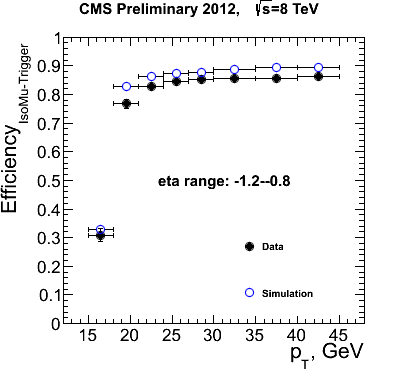 CMS Preliminary 2012, √s=8 TeV
Efficiency IsoMu-Trigger
1
0.9
0.8
0.7
0.6
0.5
0.4
0.3
0.2
0.1
0
eta range: -1.2--0.8
Data
Simulation
15 20 25 30 35 40 45
p_T, GeV